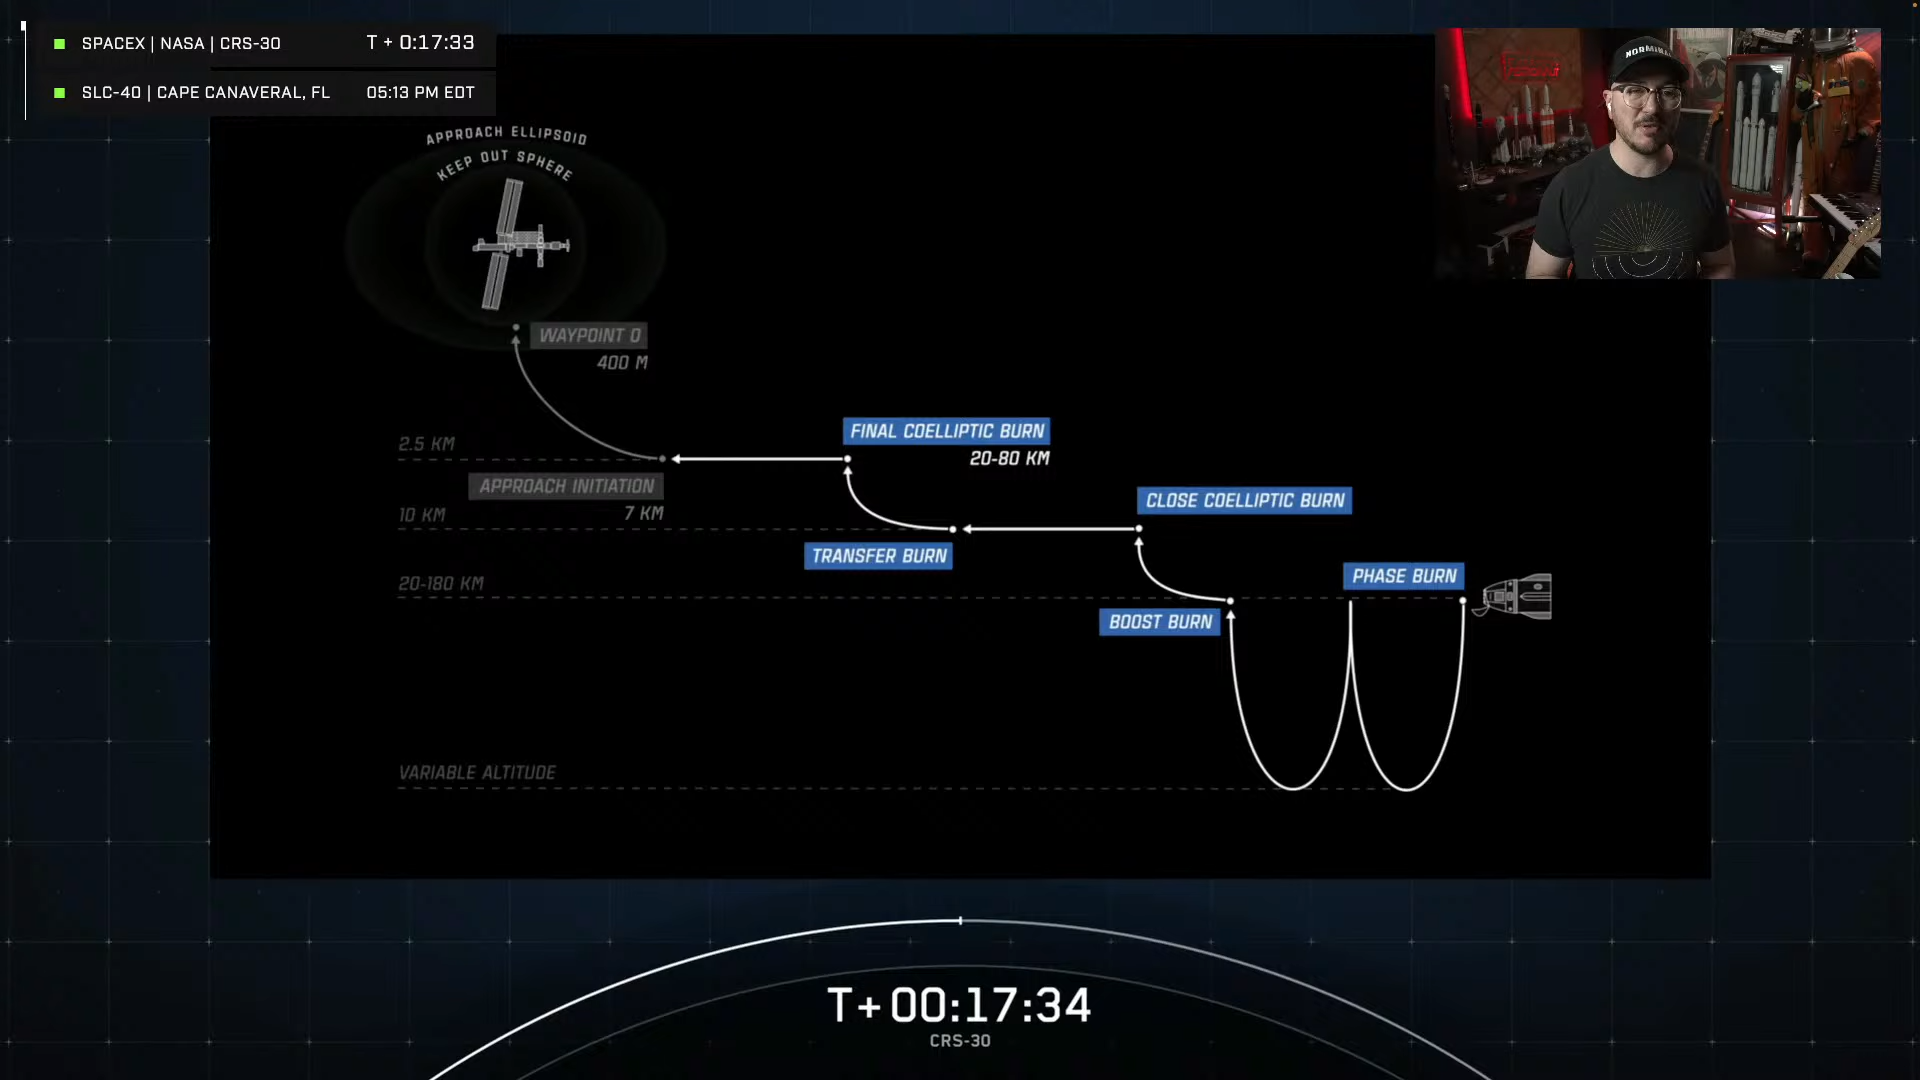 SPACEX | NASA | CRS-30 T + 0:17:33
SLC-40 | CAPE CANAVERAL, FL 05:13 PM EDT
NORMINAL
APPROACH ELLIPSOID
KEEP OUT SPHERE
WAYPOINT 0
400 M
FINAL COELLIPTIC BURN
20-80 KM
2.5 KM
APPROACH INITIATION
7 KM
CLOSE COELLIPTIC BURN
10 KM
TRANSFER BURN
PHASE BURN
20-180 KM
BOOST BURN
VARIABLE ALTITUDE
T+00:17:34
CRS-30